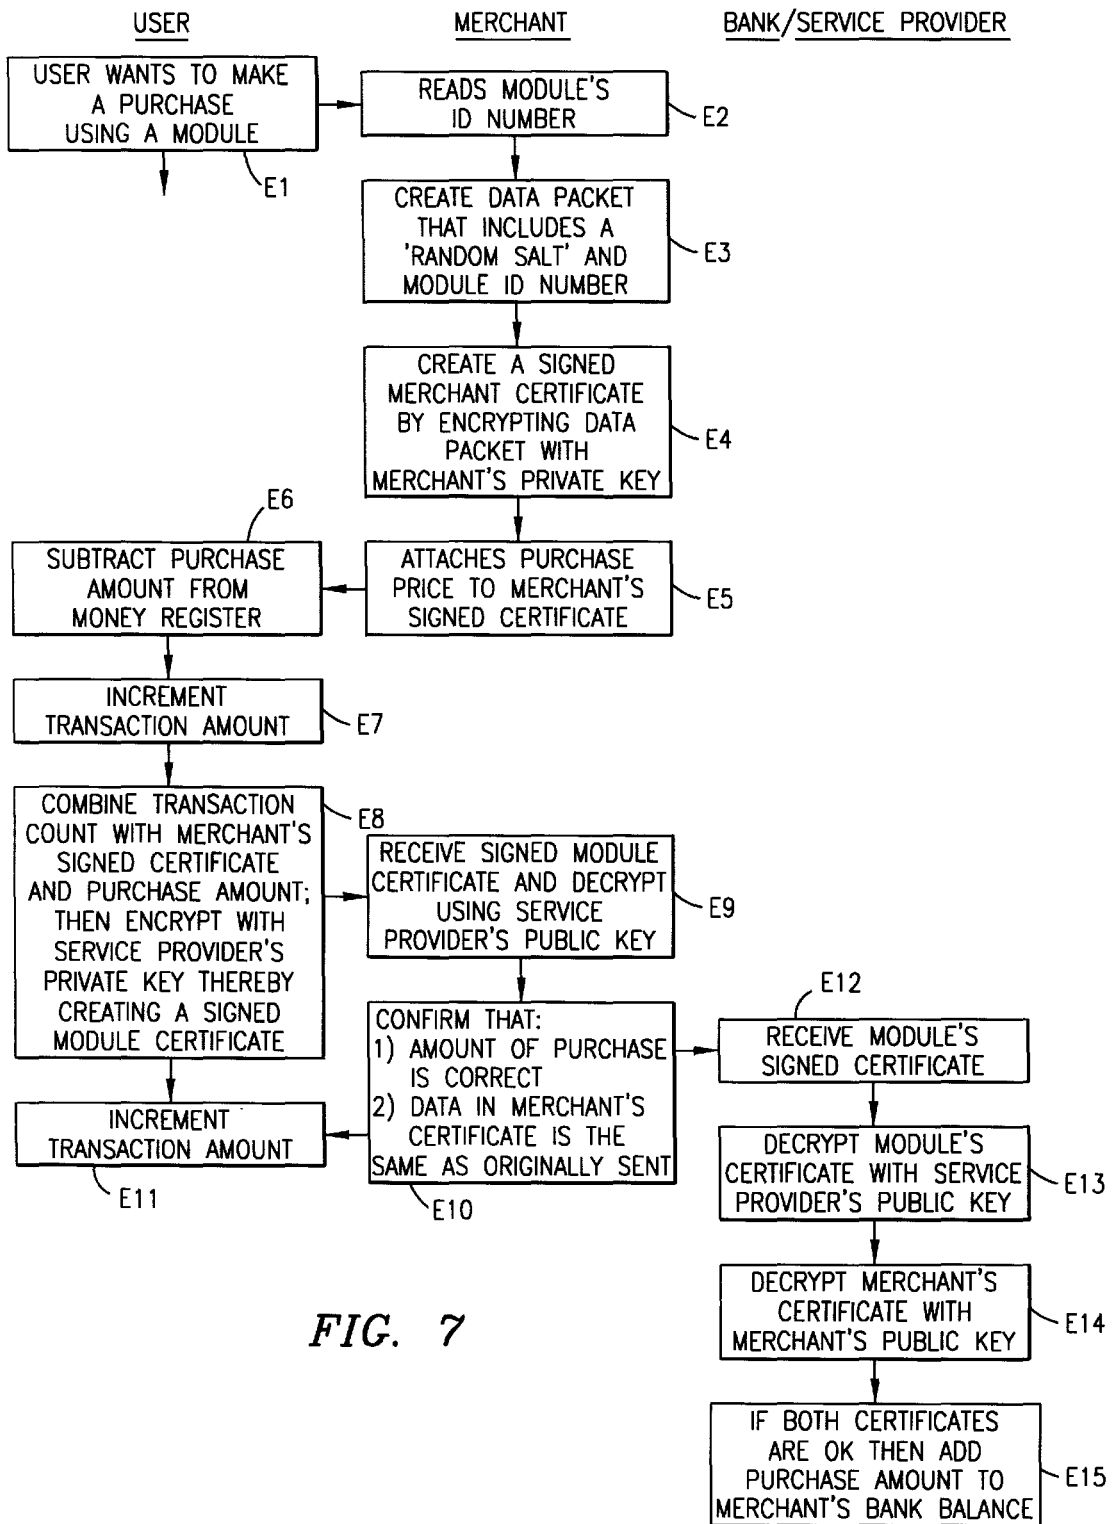 USER
MERCHANT
BANK/SERVICE PROVIDER
USER WANTS TO MAKE
A PURCHASE
USING A MODULE
E1
READS MODULE'S
ID NUMBER
E2
CREATE DATA PACKET
THAT INCLUDES A
'RANDOM SALT' AND
MODULE ID NUMBER
E3
CREATE A SIGNED
MERCHANT CERTIFICATE
BY ENCRYPTING DATA
PACKET WITH
MERCHANT'S PRIVATE KEY
E4
ATTACHES PURCHASE
PRICE TO MERCHANT'S
SIGNED CERTIFICATE
E5
E6
SUBTRACT PURCHASE
AMOUNT FROM
MONEY REGISTER
INCREMENT
TRANSACTION AMOUNT
E7
COMBINE TRANSACTION
COUNT WITH MERCHANT'S
SIGNED CERTIFICATE
AND PURCHASE AMOUNT;
THEN ENCRYPT WITH
SERVICE PROVIDER'S
PRIVATE KEY THEREBY
CREATING A SIGNED
MODULE CERTIFICATE
E8
RECEIVE SIGNED MODULE
CERTIFICATE AND DECRYPT
USING SERVICE
PROVIDER'S PUBLIC KEY
E9
CONFIRM THAT:
1) AMOUNT OF PURCHASE
IS CORRECT
2) DATA IN MERCHANT'S
CERTIFICATE IS THE
SAME AS ORIGINALLY SENT
E10
INCREMENT
TRANSACTION AMOUNT
E11
E12
RECEIVE MODULE'S
SIGNED CERTIFICATE
DECRYPT MODULE'S
CERTIFICATE WITH SERVICE
PROVIDER'S PUBLIC KEY
E13
DECRYPT MERCHANT'S
CERTIFICATE WITH
MERCHANT'S PUBLIC KEY
E14
IF BOTH CERTIFICATES
ARE OK THEN ADD
PURCHASE AMOUNT TO
MERCHANT'S BANK BALANCE
E15
FIG. 7